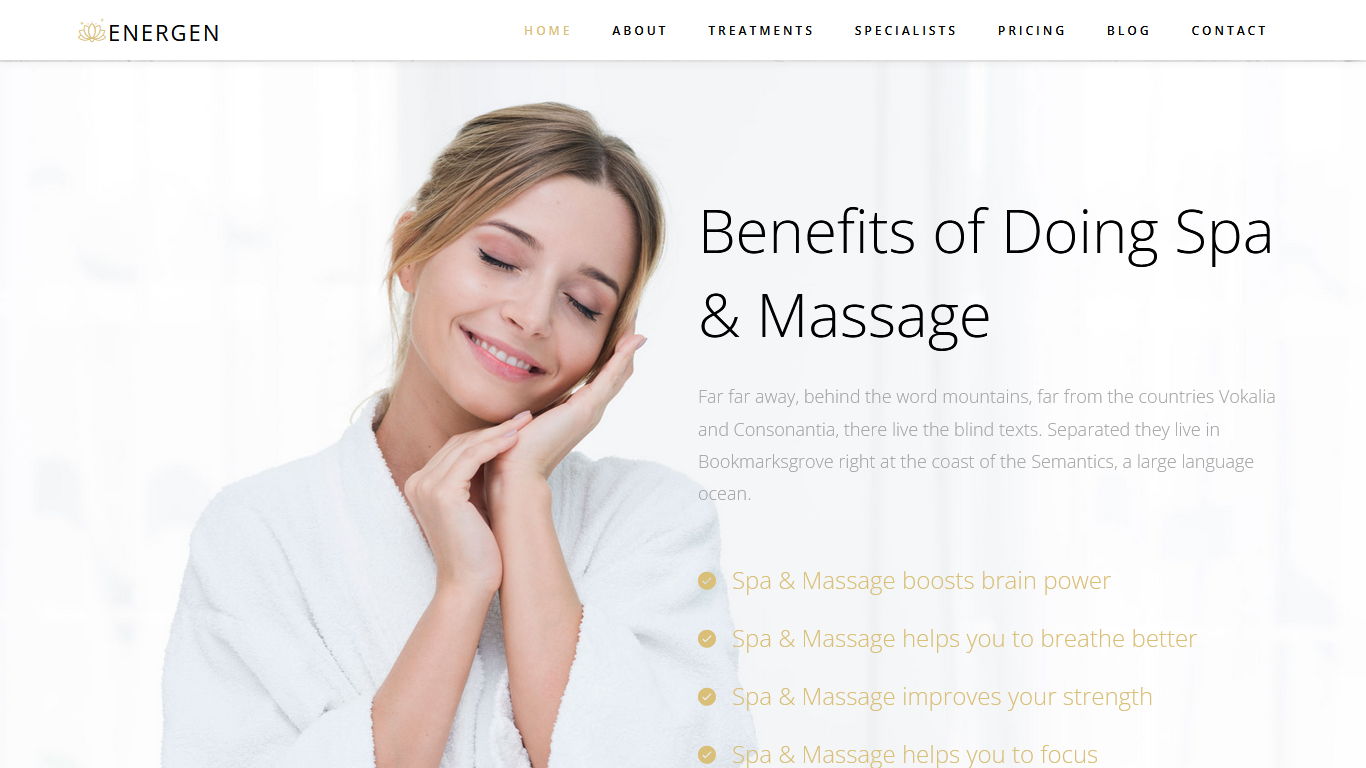 ENERGEN
HOME ABOUT TREATMENTS SPECIALISTS PRICING BLOG CONTACT
Benefits of Doing Spa
& Massage
Far far away, behind the word mountains, far from the countries Vokalia
and Consonantia, there live the blind texts. Separated they live in
Bookmarksgrove right at the coast of the Semantics, a large language
ocean.
Spa & Massage boosts brain power
Spa & Massage helps you to breathe better
Spa & Massage improves your strength
Spa & Massage helps you to focus